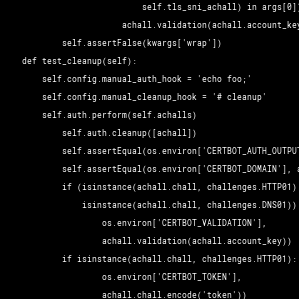 self.tls_sni_achall) in args[0]
achall.validation(achall.account_key
self.assertFalse(kwargs['wrap'])
def test_cleanup(self):
self.config.manual_auth_hook = 'echo foo;'
self.config.manual_cleanup_hook = '# cleanup'
self.auth.perform(self.achalls)
self.auth.cleanup([achall])
self.assertEqual(os.environ['CERTBOT_AUTH_OUTPUT
self.assertEqual(os.environ['CERTBOT_DOMAIN'], a
if (isinstance(achall.chall, challenges.HTTP01)
isinstance(achall.chall, challenges.DNS01))
os.environ['CERTBOT_VALIDATION'],
achall.validation(achall.account_key))
if isinstance(achall.chall, challenges.HTTP01):
os.environ['CERTBOT_TOKEN'],
achall.chall.encode('token'))